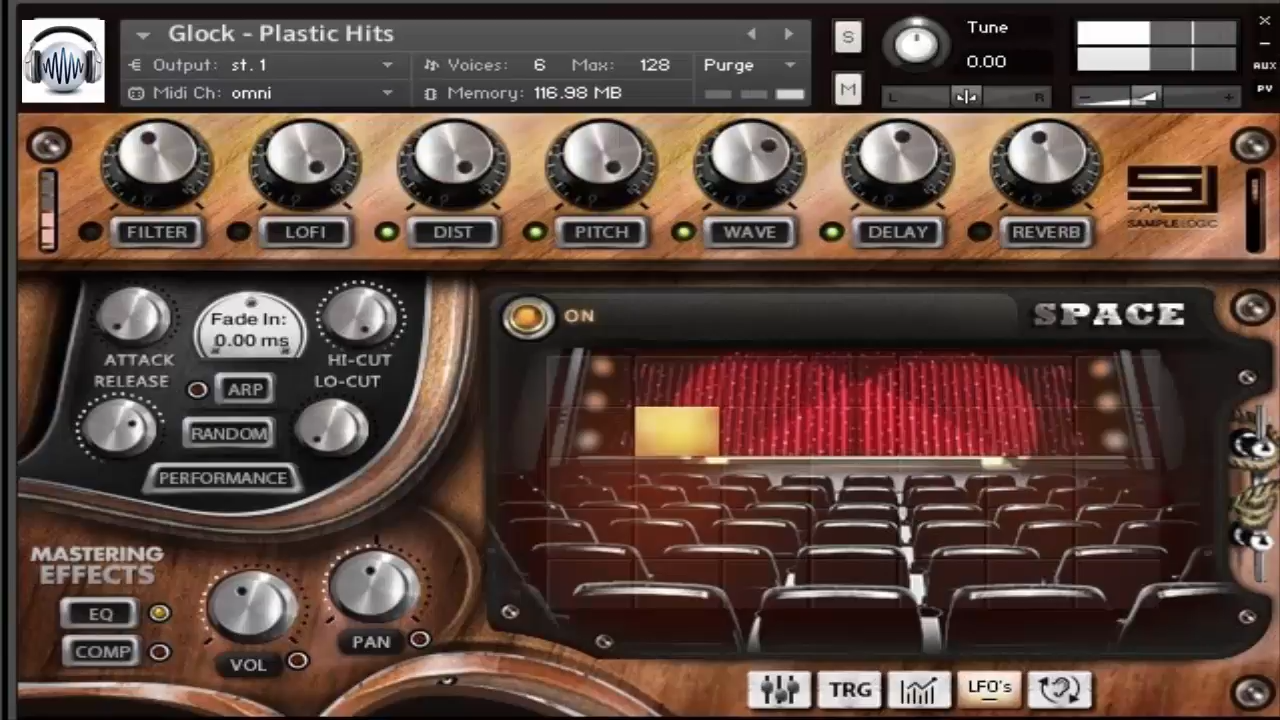 Glock - Plastic Hits
Output: st. 1
Voices: 6 Max: 128
Purge
Midi Ch: omni
Memory: 116.98 MB
S
M
Tune
0.00
L
R
- +
×
-
AUX
PV
FILTER
LOFI
DIST
PITCH
WAVE
DELAY
REVERB
SAMPLELOGIC
ATTACK
Fade In:
0.00 ms
HI-CUT
RELEASE
LO-CUT
ARP
RANDOM
PERFORMANCE
ON
SPACE
MASTERING
EFFECTS
EQ
COMP
VOL
PAN
TRG
LFO's